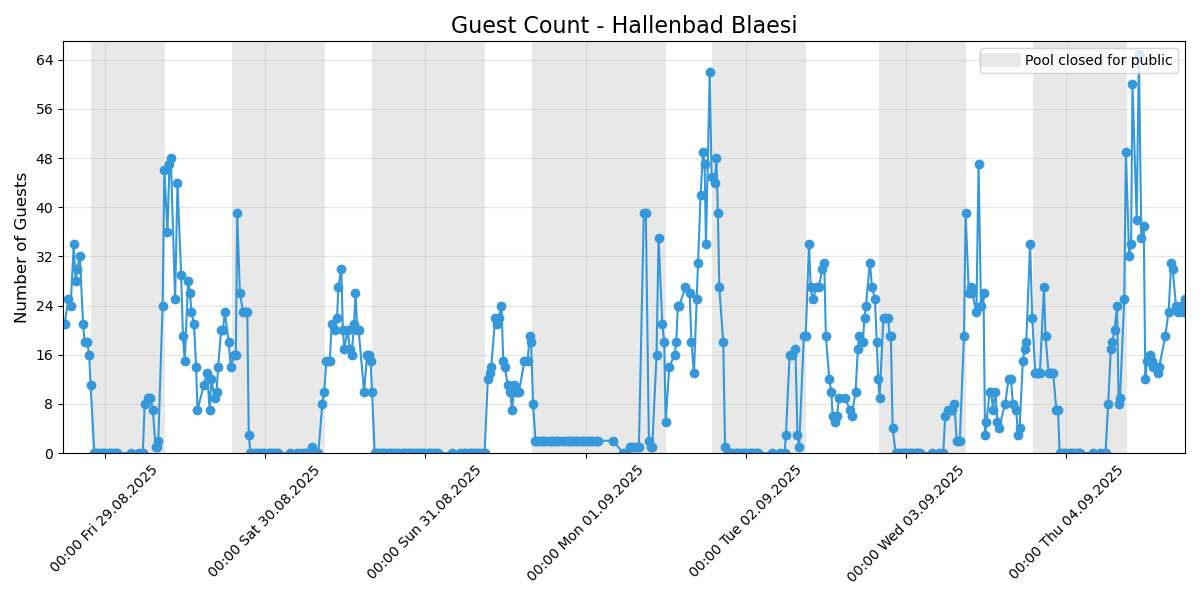 Guest Count - Hallenbad Blaesi
Pool closed for public
Number of Guests
64
56
48
40
32
24
16
8
0
00:00 Fri 29.08.2025
00:00 Sat 30.08.2025
00:00 Sun 31.08.2025
00:00 Mon 01.09.2025
00:00 Tue 02.09.2025
00:00 Wed 03.09.2025
00:00 Thu 04.09.2025